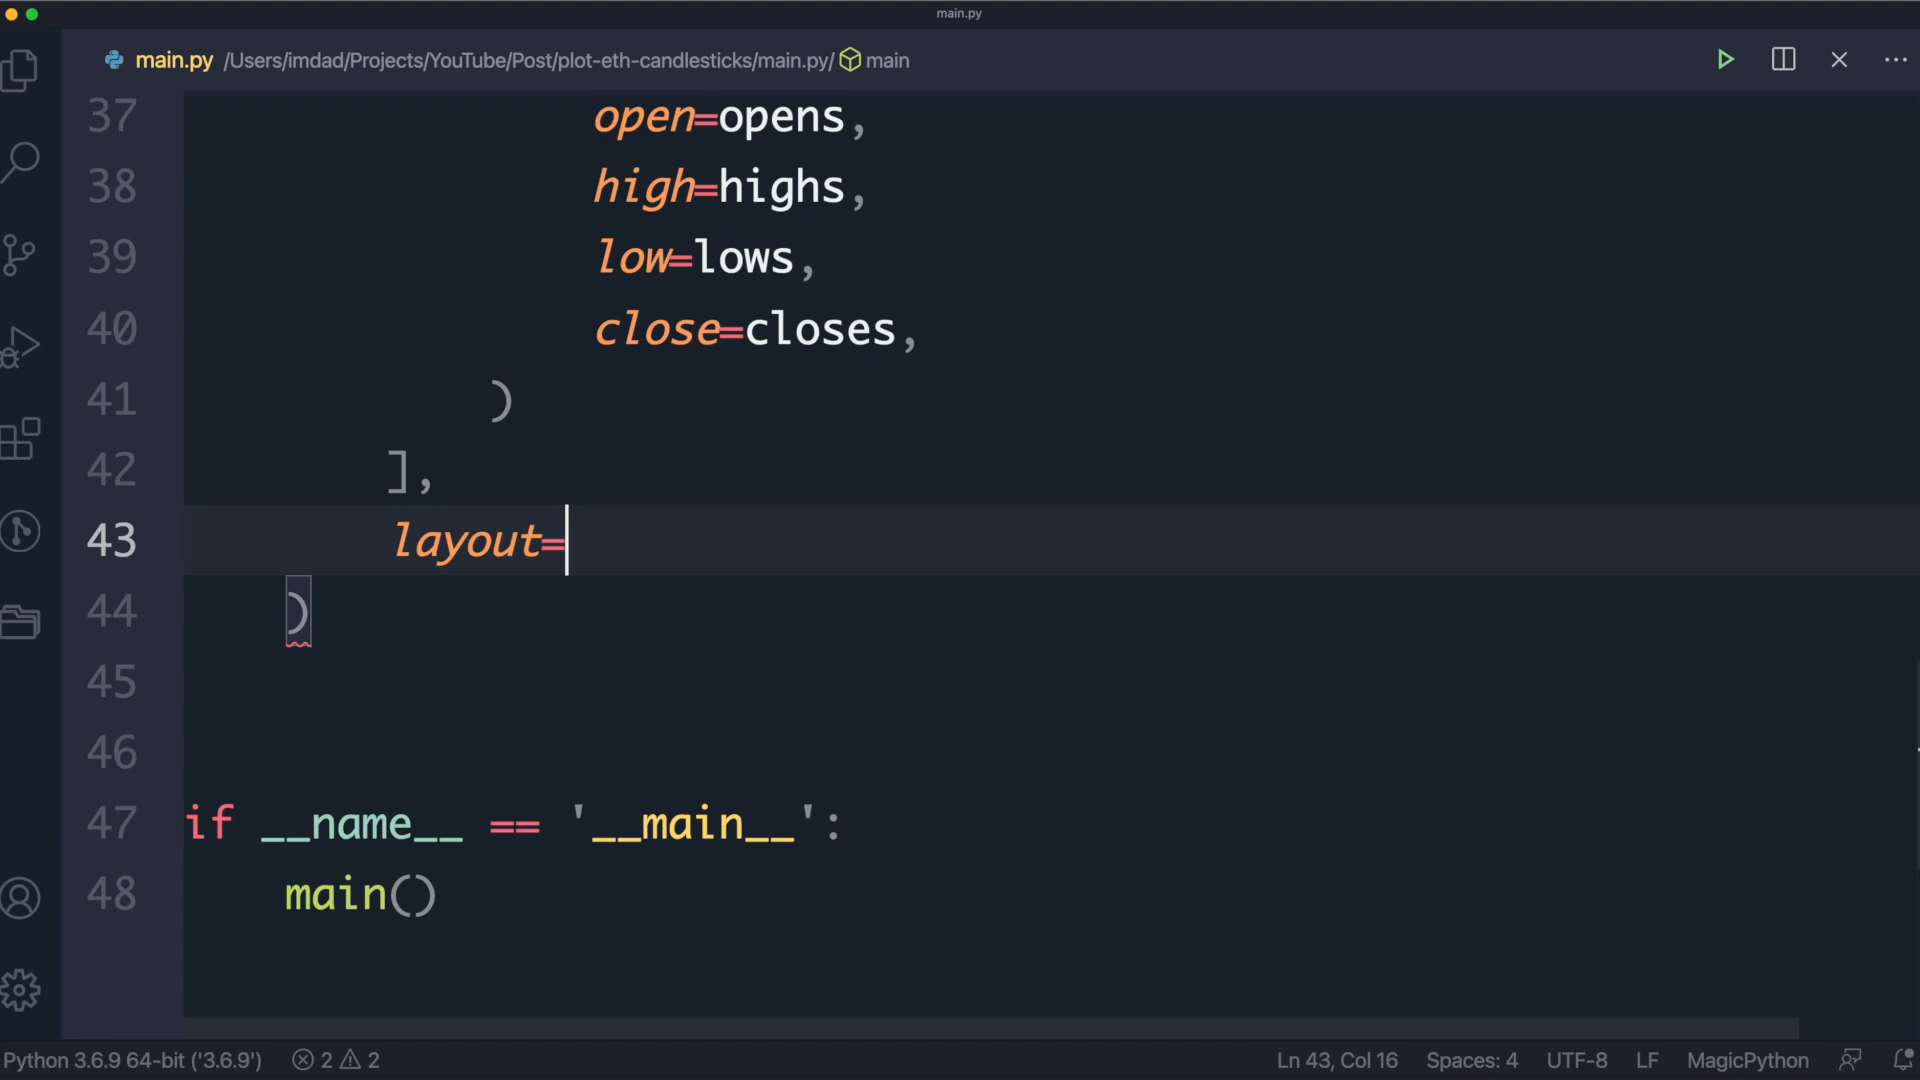 main.py
main.py /Users/imdad/Projects/YouTube/Post/plot-eth-candlesticks/main.py/ main
37 open=opens,
38 high=highs,
39 low=lows,
40 close=closes,
41 )
42 ],
43 layout=
44 )
45
46
47 if __name__ == '__main__':
48 main()
Python 3.6.9 64-bit ('3.6.9') 2 2 Ln 43, Col 16 Spaces: 4 UTF-8 LF MagicPython